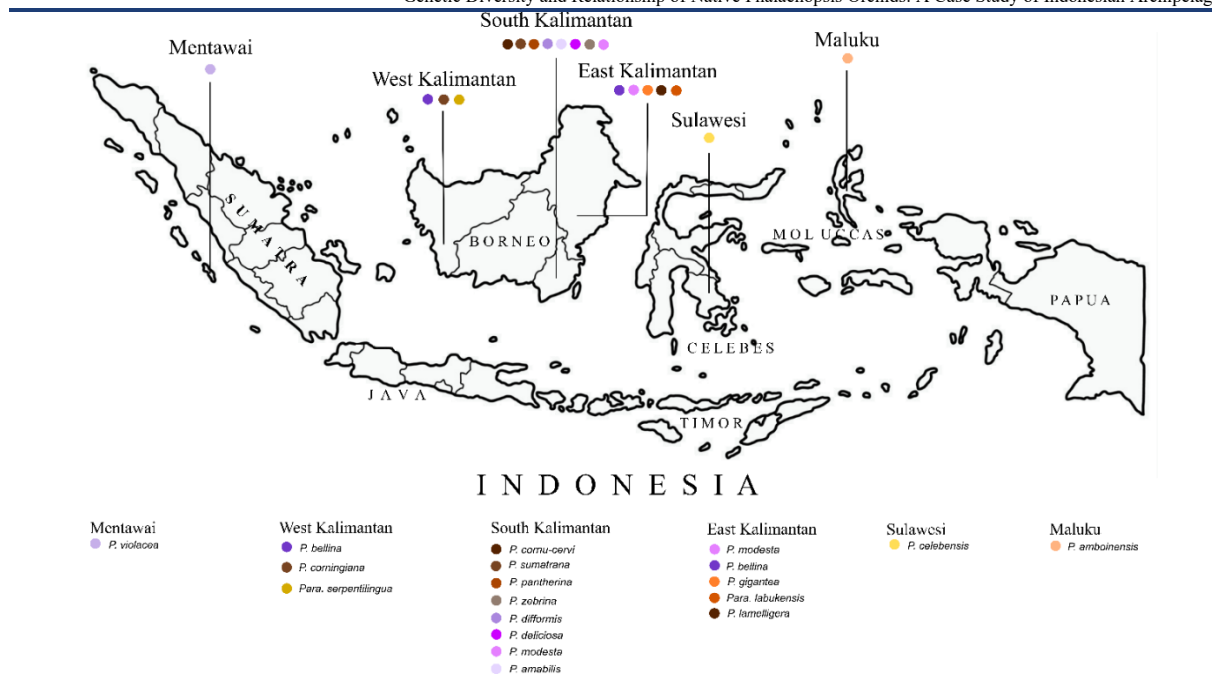 Genetic Diversity and Relationship of Native Phalaenopsis Orchids: A Case Study of Indonesian Archipelag
South Kalimantan
Mentawai
Maluku
West Kalimantan
East Kalimantan
Sulawesi
SUMATRA
BORNEO
MOLUCCAS
PAPUA
CELEBES
JAVA
TIMOR
INDONESIA
Mentawai
P. violacea
West Kalimantan
P. bellina
P. corningiana
Para. serpentilingua
South Kalimantan
P. cornu-cervi
P. sumatrana
P. pantherina
P. zebrina
P. difformis
P. deliciosa
P. modesta
P. amabilis
East Kalimantan
P. modesta
P. bellina
P. gigantea
Para. labukensis
P. lamelligera
Sulawesi
P. celebensis
Maluku
P. amboinensis